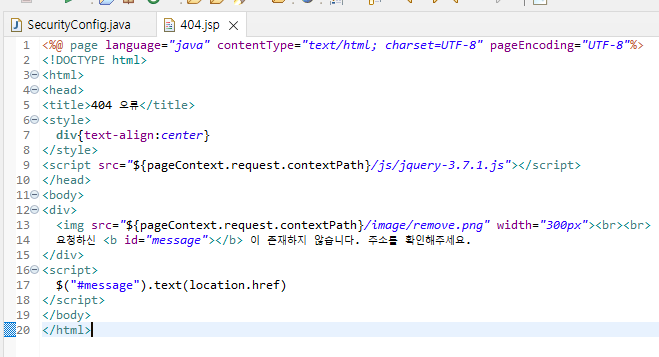 SecurityConfig.java
404.jsp
1 <%@ page language="java" contentType="text/html; charset=UTF-8" pageEncoding="UTF-8"%>
2 <!DOCTYPE html>
3 <html>
4 <head>
5 <title>404 오류</title>
6 <style>
7   div{text-align:center}
8 </style>
9 <script src="${pageContext.request.contextPath}/js/jquery-3.7.1.js"></script>
10 </head>
11 <body>
12 <div>
13   <img src="${pageContext.request.contextPath}/image/remove.png" width="300px"><br><br>
14   요청하신 <b id="message"></b> 이 존재하지 않습니다. 주소를 확인해주세요.
15 </div>
16 <script>
17   $("#message").text(location.href)
18 </script>
19 </body>
20 </html>